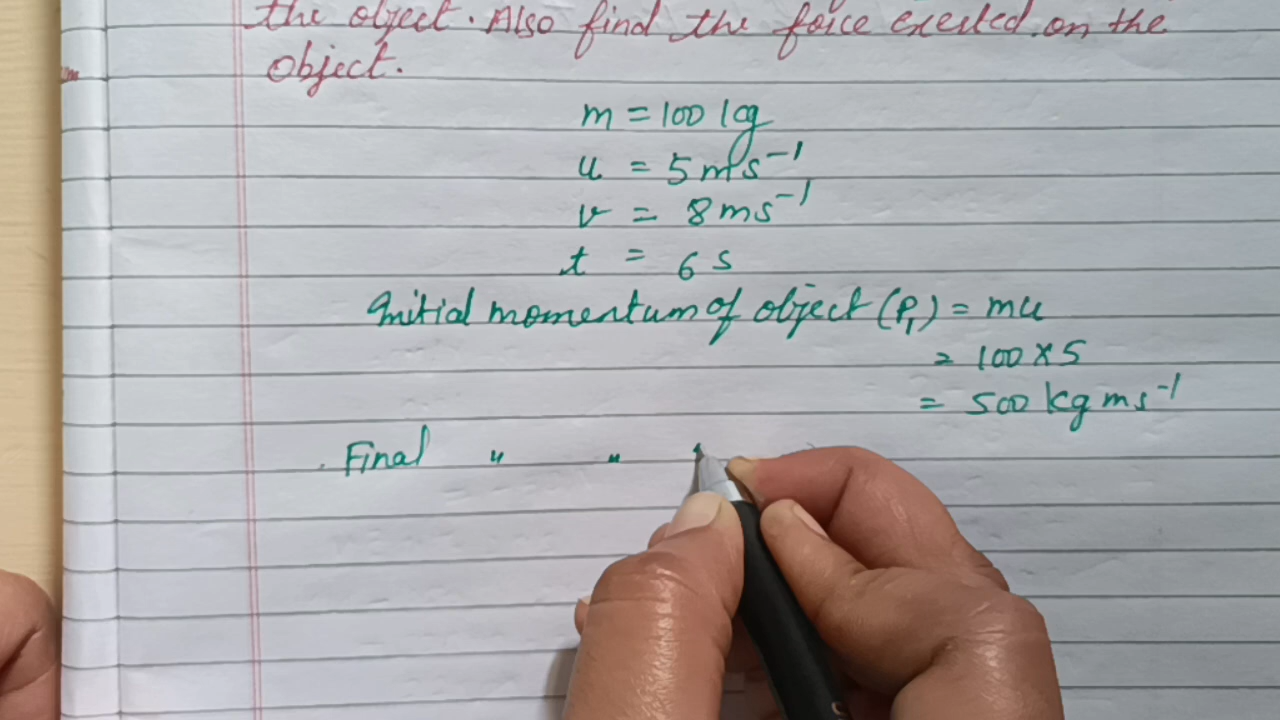 the object. Also find the force exerted on the
object.
m = 100 kg
u = 5 ms⁻¹
v = 8 ms⁻¹
t = 6 s
Initial momentum of object (P₁) = mu
= 100 × 5
= 500 kg ms⁻¹
Final " "